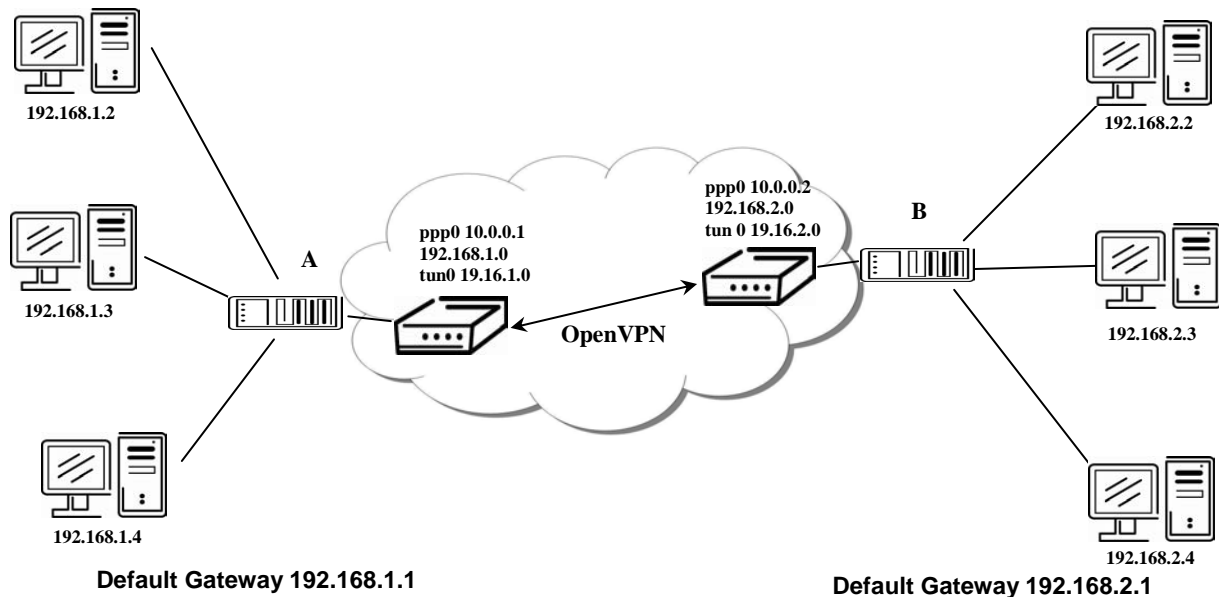 192.168.1.2
192.168.2.2
ppp0 10.0.0.2
192.168.2.0
tun 0 19.16.2.0
B
A
ppp0 10.0.0.1
192.168.1.0
tun0 19.16.1.0
192.168.1.3
OpenVPN
192.168.2.3
192.168.1.4
192.168.2.4
Default Gateway 192.168.1.1
Default Gateway 192.168.2.1